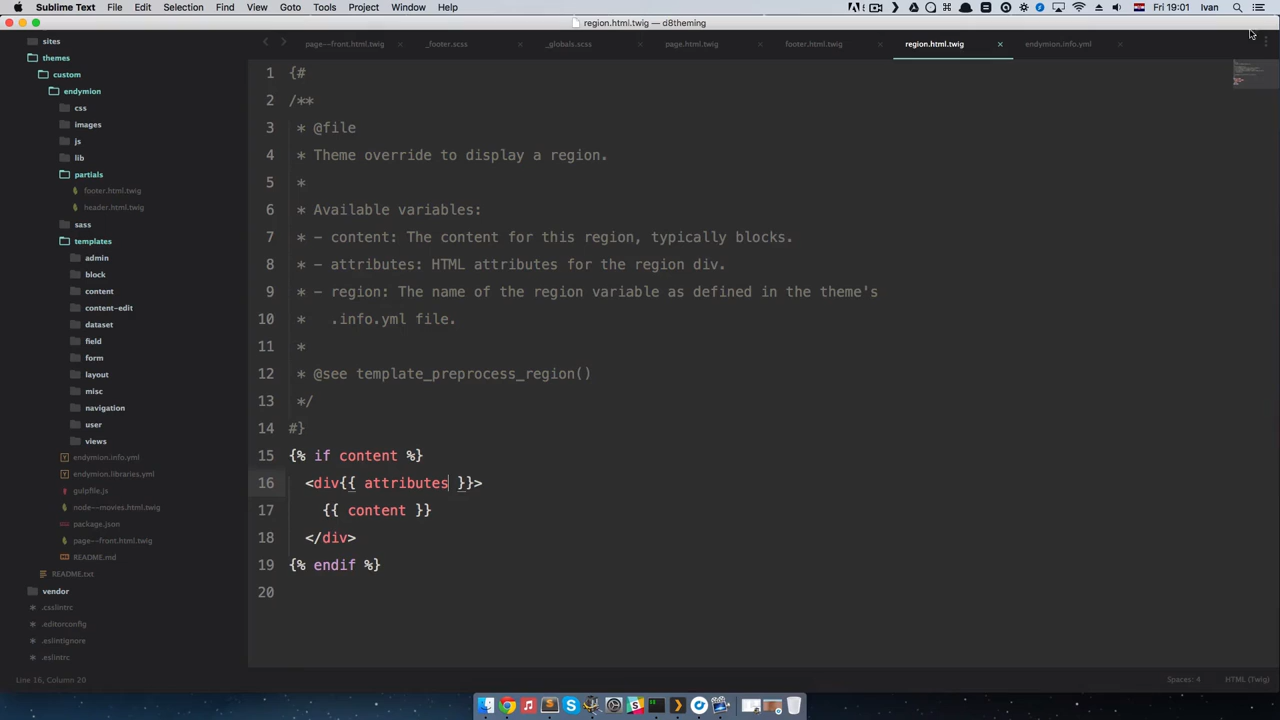 Sublime Text File Edit Selection Find View Goto Tools Project Window Help Fri 19:01 Ivan
region.html.twig — d8theming
page--front.html.twig × _footer.scss × _globals.scss × page.html.twig × footer.html.twig × region.html.twig × endymion.info.yml ×
sites
themes
custom
endymion
css
images
js
lib
partials
footer.html.twig
header.html.twig
sass
templates
admin
block
content
content-edit
dataset
field
form
layout
misc
navigation
user
views
endymion.info.yml
endymion.libraries.yml
gulpfile.js
node--movies.html.twig
package.json
page--front.html.twig
README.md
README.txt
vendor
.csslintrc
.editorconfig
.eslintignore
.eslintrc
1 {#
2 /**
3 * @file
4 * Theme override to display a region.
5 *
6 * Available variables:
7 * - content: The content for this region, typically blocks.
8 * - attributes: HTML attributes for the region div.
9 * - region: The name of the region variable as defined in the theme's
10 * .info.yml file.
11 *
12 * @see template_preprocess_region()
13 */
14 #}
15 {% if content %}
16 <div{{ attributes }}>
17 {{ content }}
18 </div>
19 {% endif %}
20
Line 16, Column 20 Spaces: 4 HTML (Twig)